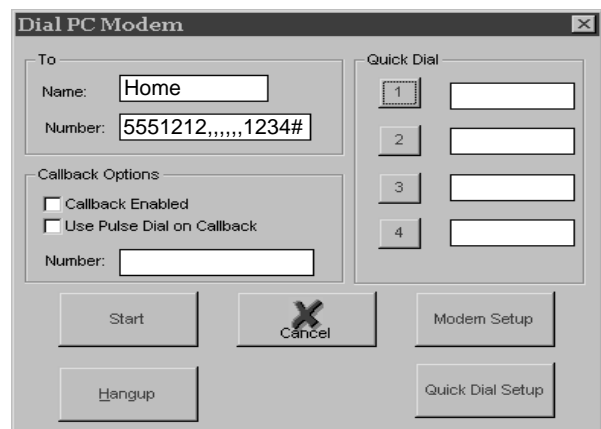 Dial PC Modem
To
Name: Home
Number: 5551212,,,,,,1234#
Callback Options
Callback Enabled
Use Pulse Dial on Callback
Number:
Quick Dial
1
2
3
4
Start
Cancel
Modem Setup
Hangup
Quick Dial Setup